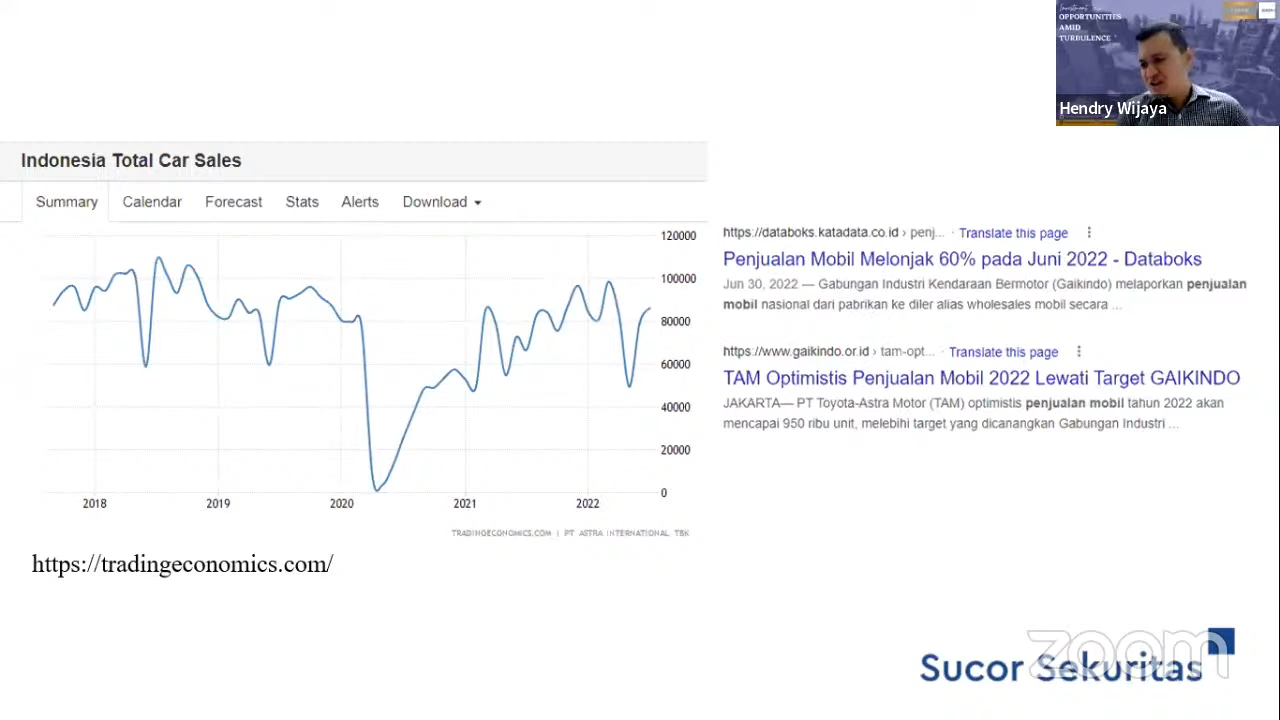 OPPORTUNITIES
AMID
TURBULENCE
Hendry Wijaya
Indonesia Total Car Sales
Summary Calendar Forecast Stats Alerts Download
120000
100000
80000
60000
40000
20000
0
2018 2019 2020 2021 2022
TRADINGECONOMICS.COM | PT ASTRA INTERNATIONAL TBK
https://tradingeconomics.com/
https://databoks.katadata.co.id › penj... · Translate this page
Penjualan Mobil Melonjak 60% pada Juni 2022 - Databoks
Jun 30, 2022 — Gabungan Industri Kendaraan Bermotor (Gaikindo) melaporkan penjualan
mobil nasional dari pabrikan ke diler alias wholesales mobil secara ...
https://www.gaikindo.or.id › tam-opt... Translate this page
TAM Optimistis Penjualan Mobil 2022 Lewati Target GAIKINDO
JAKARTA— PT Toyota-Astra Motor (TAM) optimistis penjualan mobil tahun 2022 akan
mencapai 950 ribu unit, melebihi target yang dicanangkan Gabungan Industri ...
zoom
Sucor Sekuritas